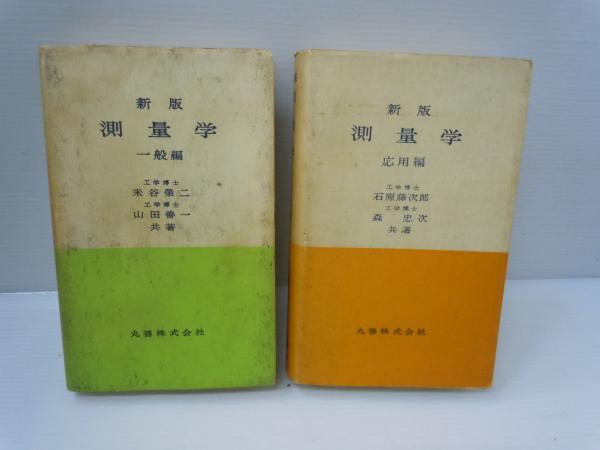 新版
測量学
一般編
工学博士
米谷榮二
工学博士
山田善一
共著
丸善株式会社
新版
測量学
応用編
工学博士
石原藤次郎
工学博士
森忠次
共著
丸善株式会社